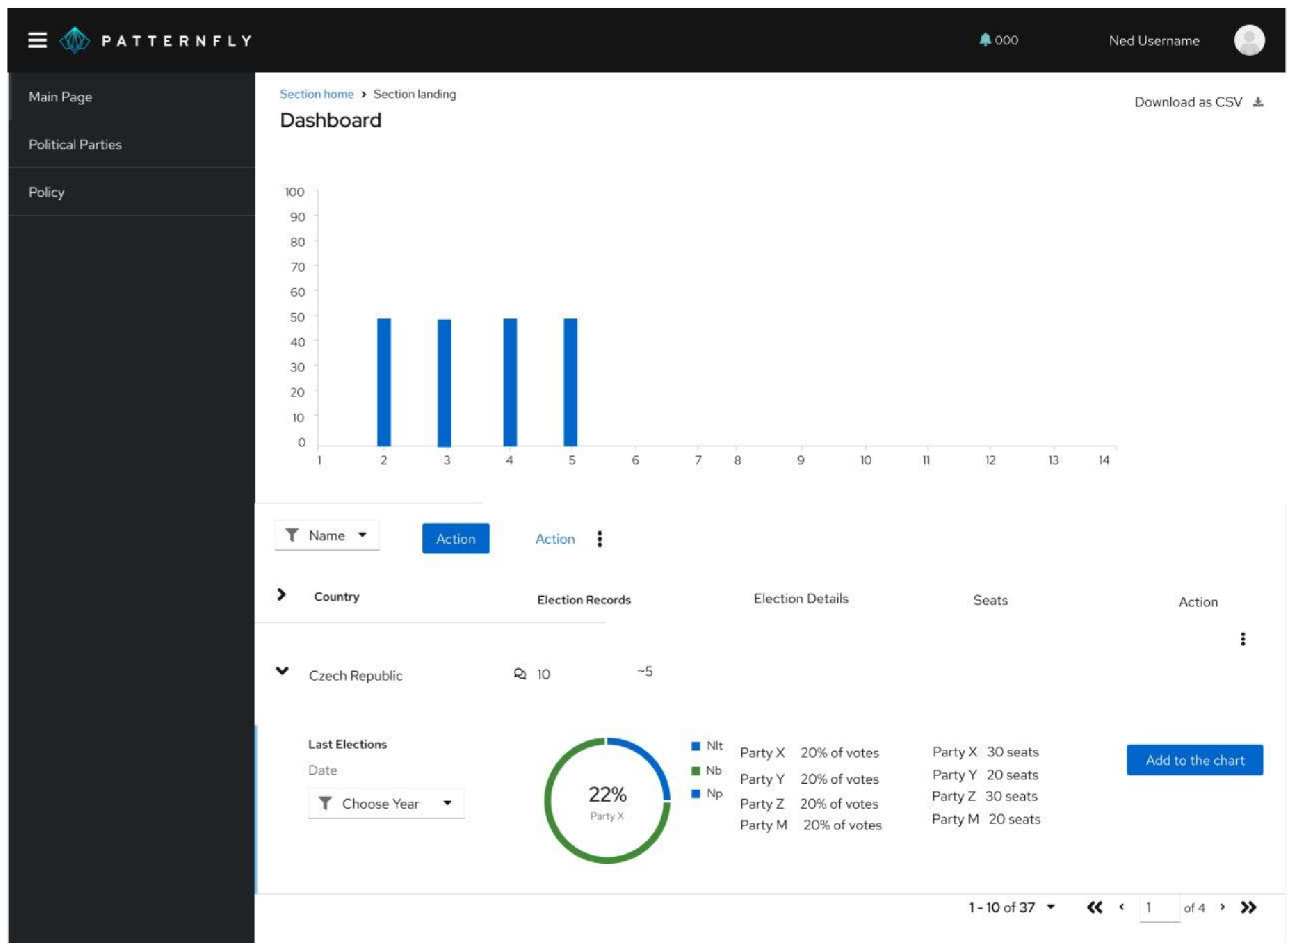 PATTERNFLY
000
Ned Username
Main Page
Political Parties
Policy
Section home > Section landing
Download as CSV
Dashboard
100
90
80
70
60
50
40
30
20
10
0
1 2 3 4 5 6 7 8 9 10 11 12 13 14
Name
Action
Action
Country
Election Records
Election Details
Seats
Action
Czech Republic
10
~5
Last Elections
Date
Choose Year
22%
Party X
Nlt
Nb
Np
Party X 20% of votes
Party Y 20% of votes
Party Z 20% of votes
Party M 20% of votes
Party X 30 seats
Party Y 20 seats
Party Z 30 seats
Party M 20 seats
Add to the chart
1 - 10 of 37
1 of 4